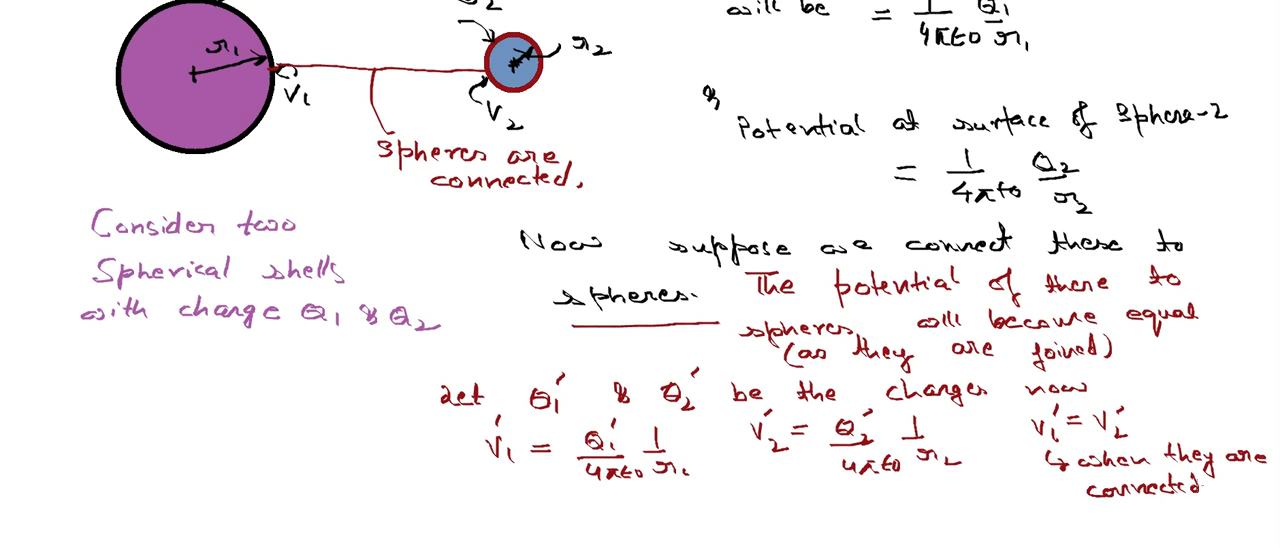 will be = 1/4πε0 Q1/r1
r1
r2
V1
V2
&
Potential at surface of Sphere-2
= 1/4πε0 Q2/r2
Spheres are
connected.
Consider two
Spherical shells
with charge Q1 & Q2
Now suppose we connect these to
spheres. The potential of these to
spheres, will become equal
(as they are joined)
Let, Q1' & Q2' be the charges now
V1' = Q1'/4πε0 1/r1 V2' = Q2'/4πε0 1/r2 V1' = V2'
↳ when they are
connected